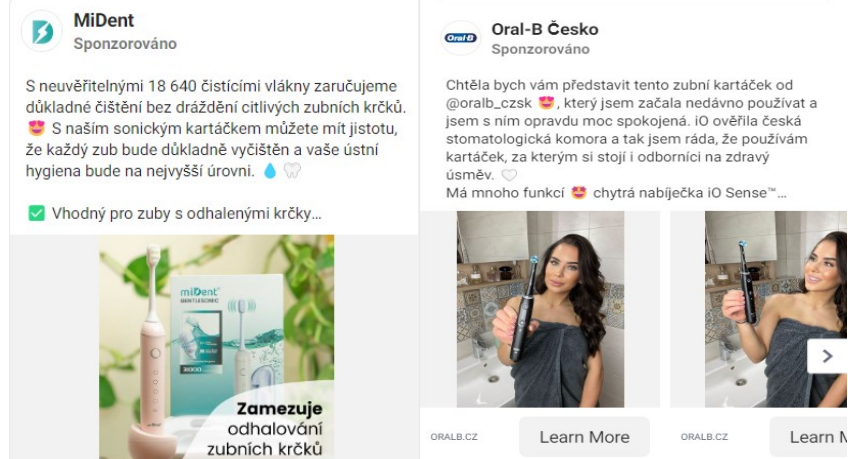 MiDent
Sponzorováno
S neuvěřitelnými 18 640 čistícími vlákny zaručujeme
důkladné čištění bez dráždění citlivých zubních krčků.
😍 S naším sonickým kartáčkem můžete mít jistotu,
že každý zub bude důkladně vyčištěn a vaše ústní
hygiena bude na nejvyšší úrovni. 💧 🦷
✅ Vhodný pro zuby s odhalenými krčky...
miDent
GENTLESONIC
31000
Zamezuje
odhalování
zubních krčků
Oral-B
Oral-B Česko
Sponzorováno
Chtěla bych vám představit tento zubní kartáček od
@oralb_czsk 😍, který jsem začala nedávno používat a
jsem s ním opravdu moc spokojená. iO ověřila česká
stomatologická komora a tak jsem ráda, že používám
kartáček, za kterým si stojí i odborníci na zdravý
úsměv. 🤍
Má mnoho funkcí 😍 chytrá nabíječka iO Sense™...
ORALB.CZ
Learn More
ORALB.CZ
Learn M